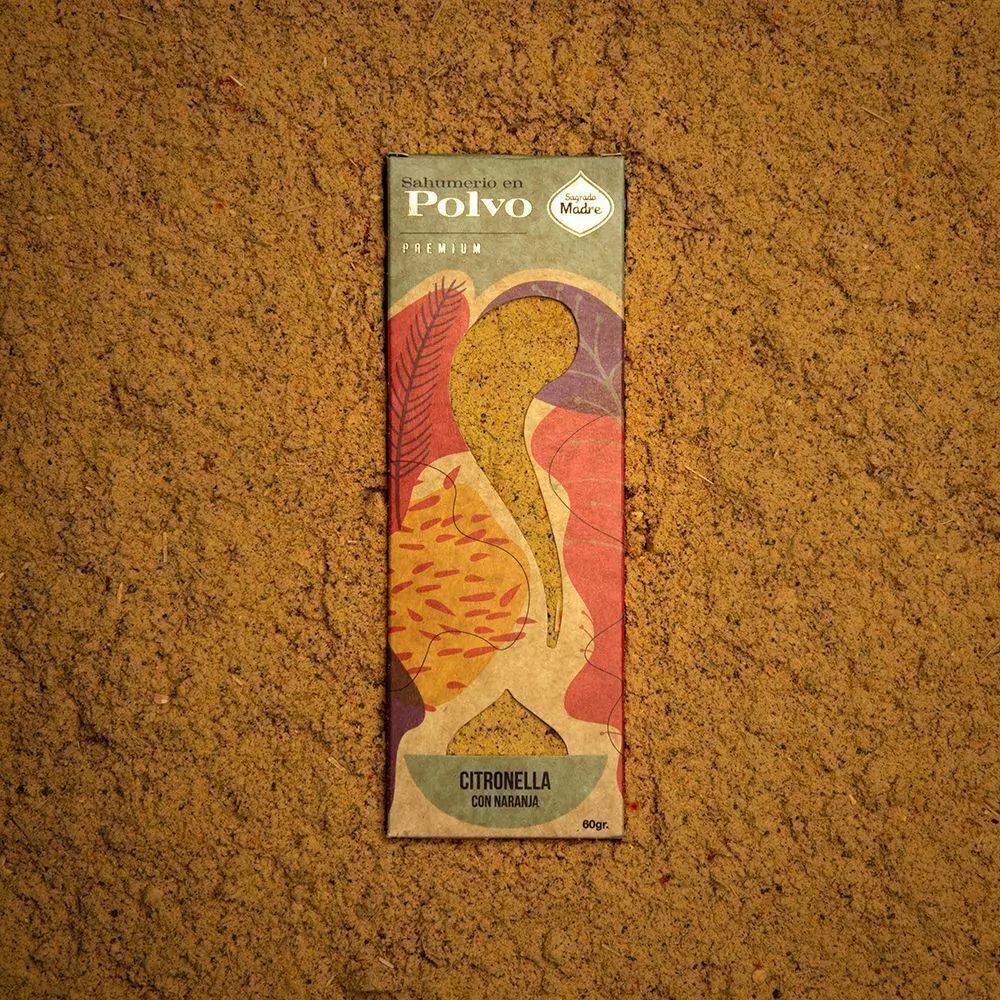 Sahumerio en
Polvo
PREMIUM
Sagrada
Madre
CITRONELLA
CON NARANJA
60gr.